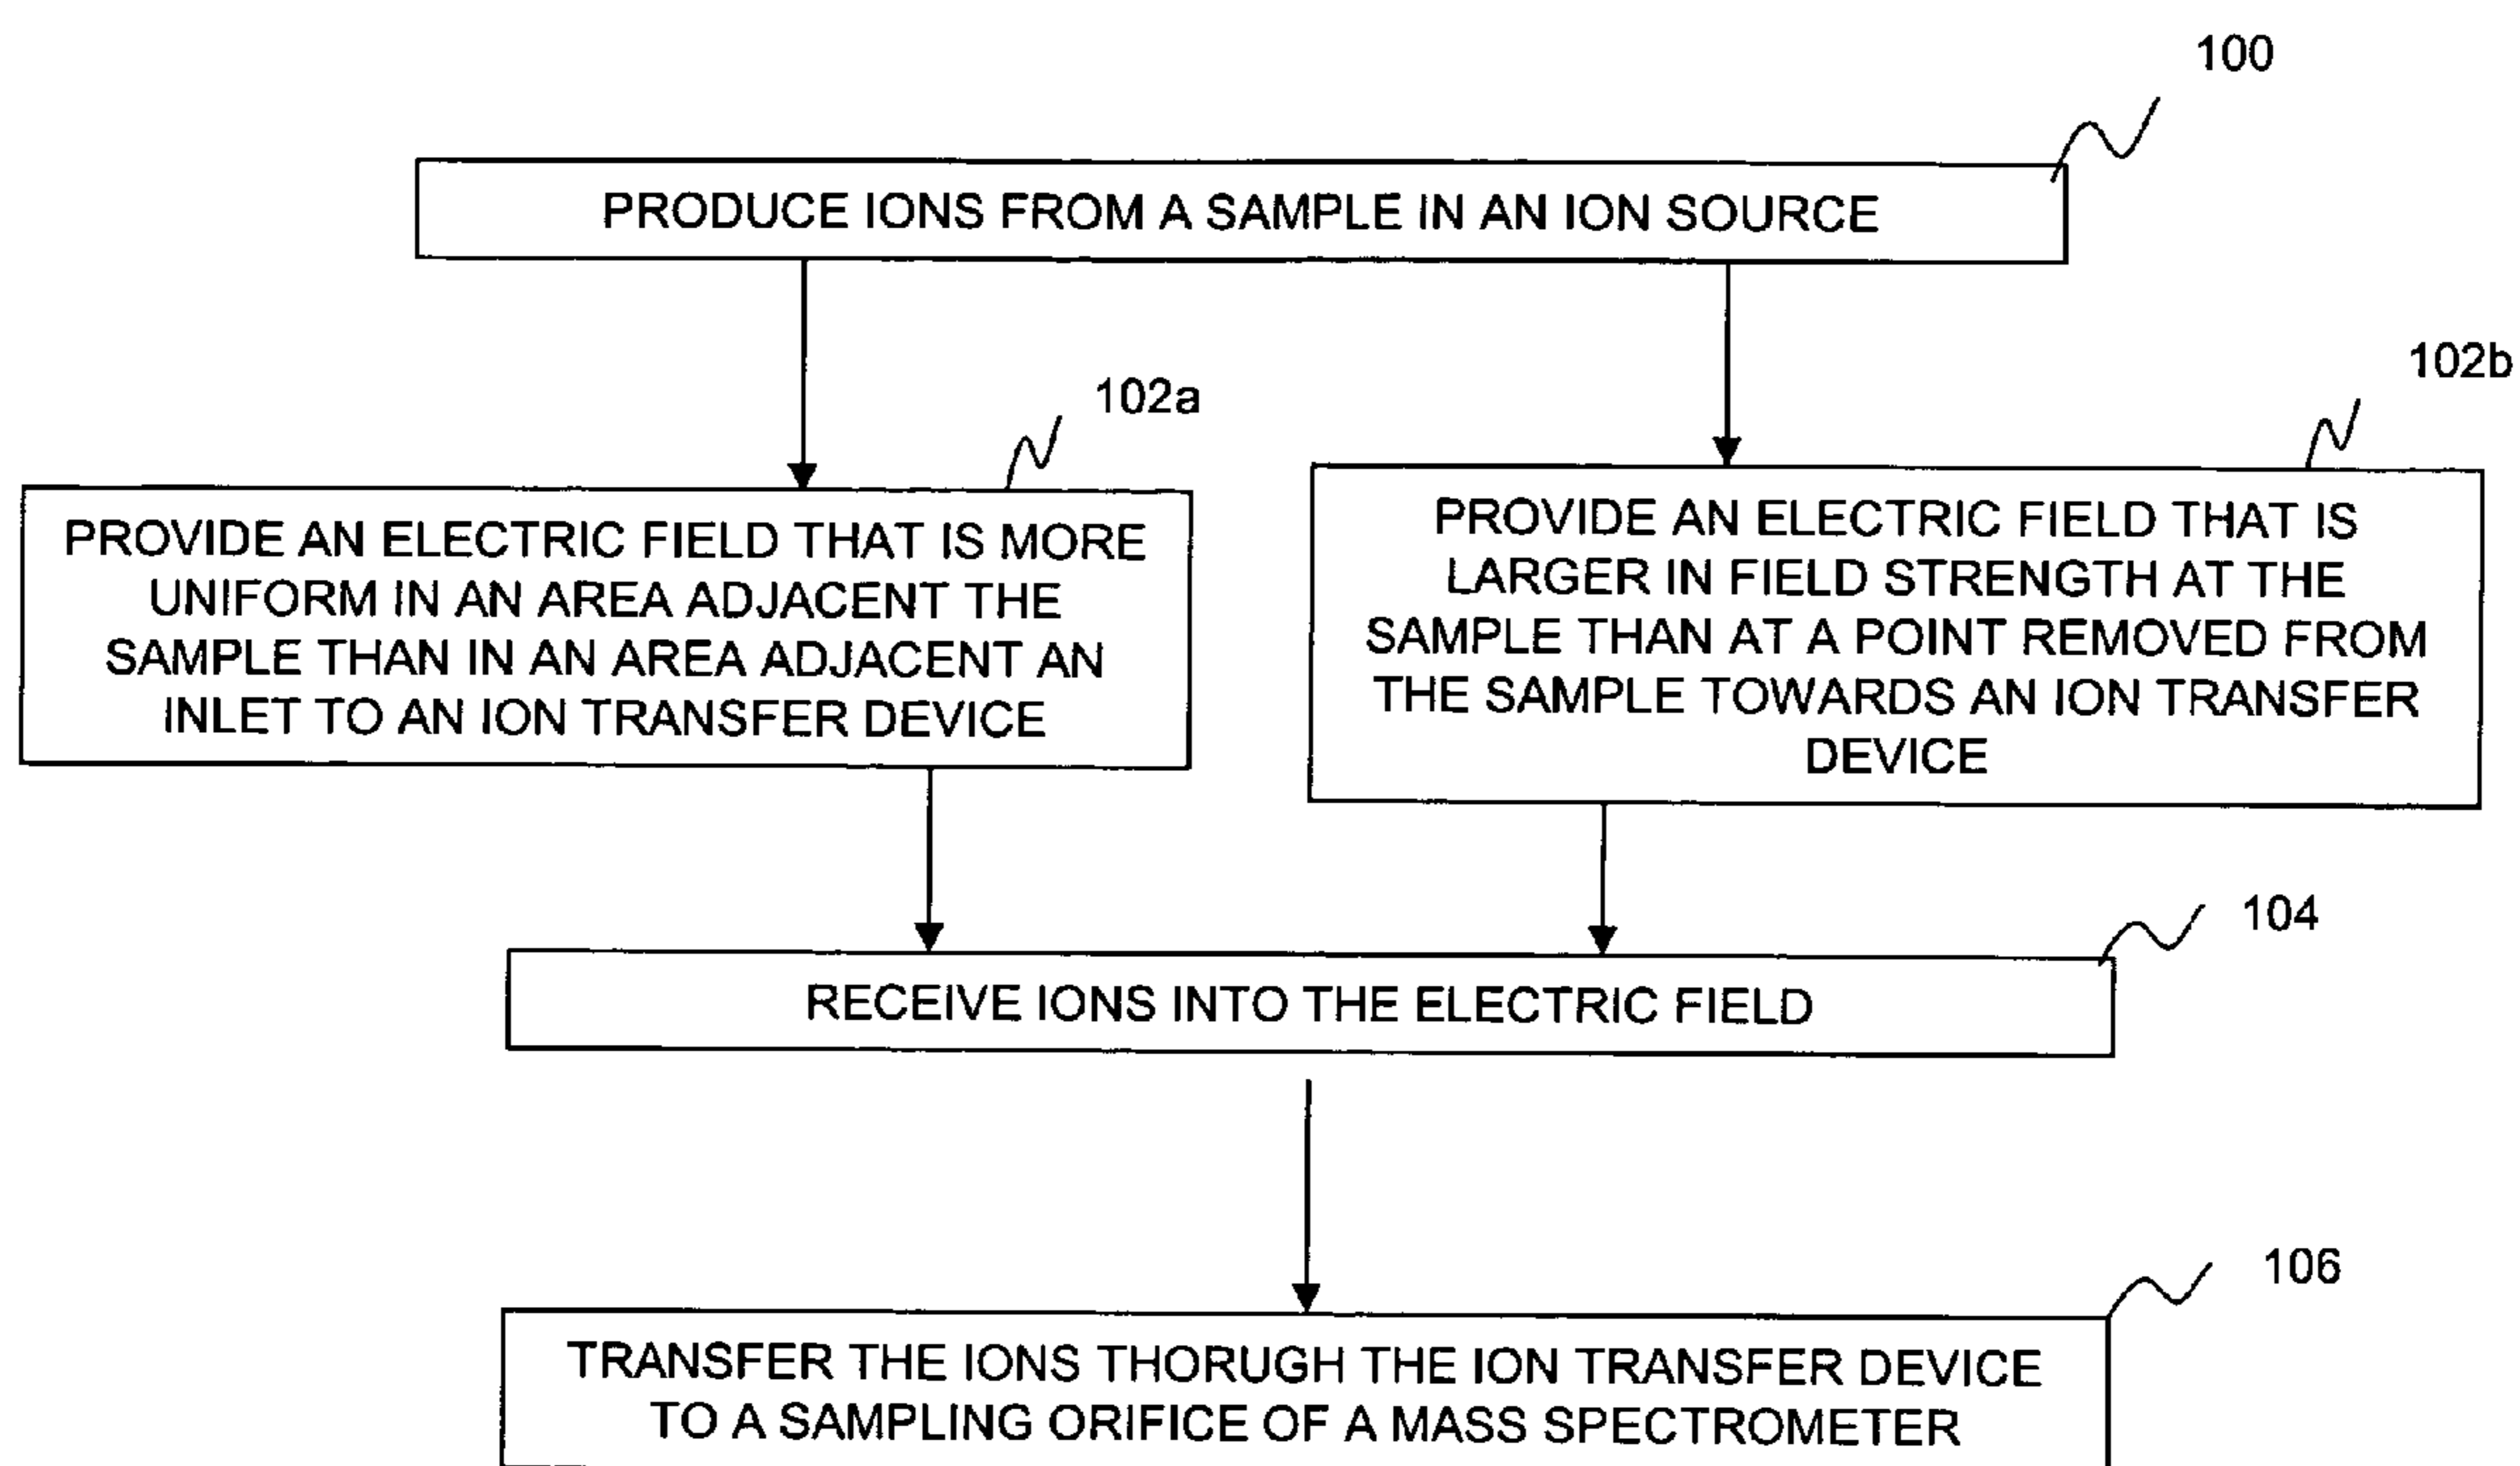 100
PRODUCE IONS FROM A SAMPLE IN AN ION SOURCE
102a
PROVIDE AN ELECTRIC FIELD THAT IS MORE
UNIFORM IN AN AREA ADJACENT THE
SAMPLE THAN IN AN AREA ADJACENT AN
INLET TO AN ION TRANSFER DEVICE
102b
PROVIDE AN ELECTRIC FIELD THAT IS
LARGER IN FIELD STRENGTH AT THE
SAMPLE THAN AT A POINT REMOVED FROM
THE SAMPLE TOWARDS AN ION TRANSFER
DEVICE
104
RECEIVE IONS INTO THE ELECTRIC FIELD
106
TRANSFER THE IONS THORUGH THE ION TRANSFER DEVICE
TO A SAMPLING ORIFICE OF A MASS SPECTROMETER